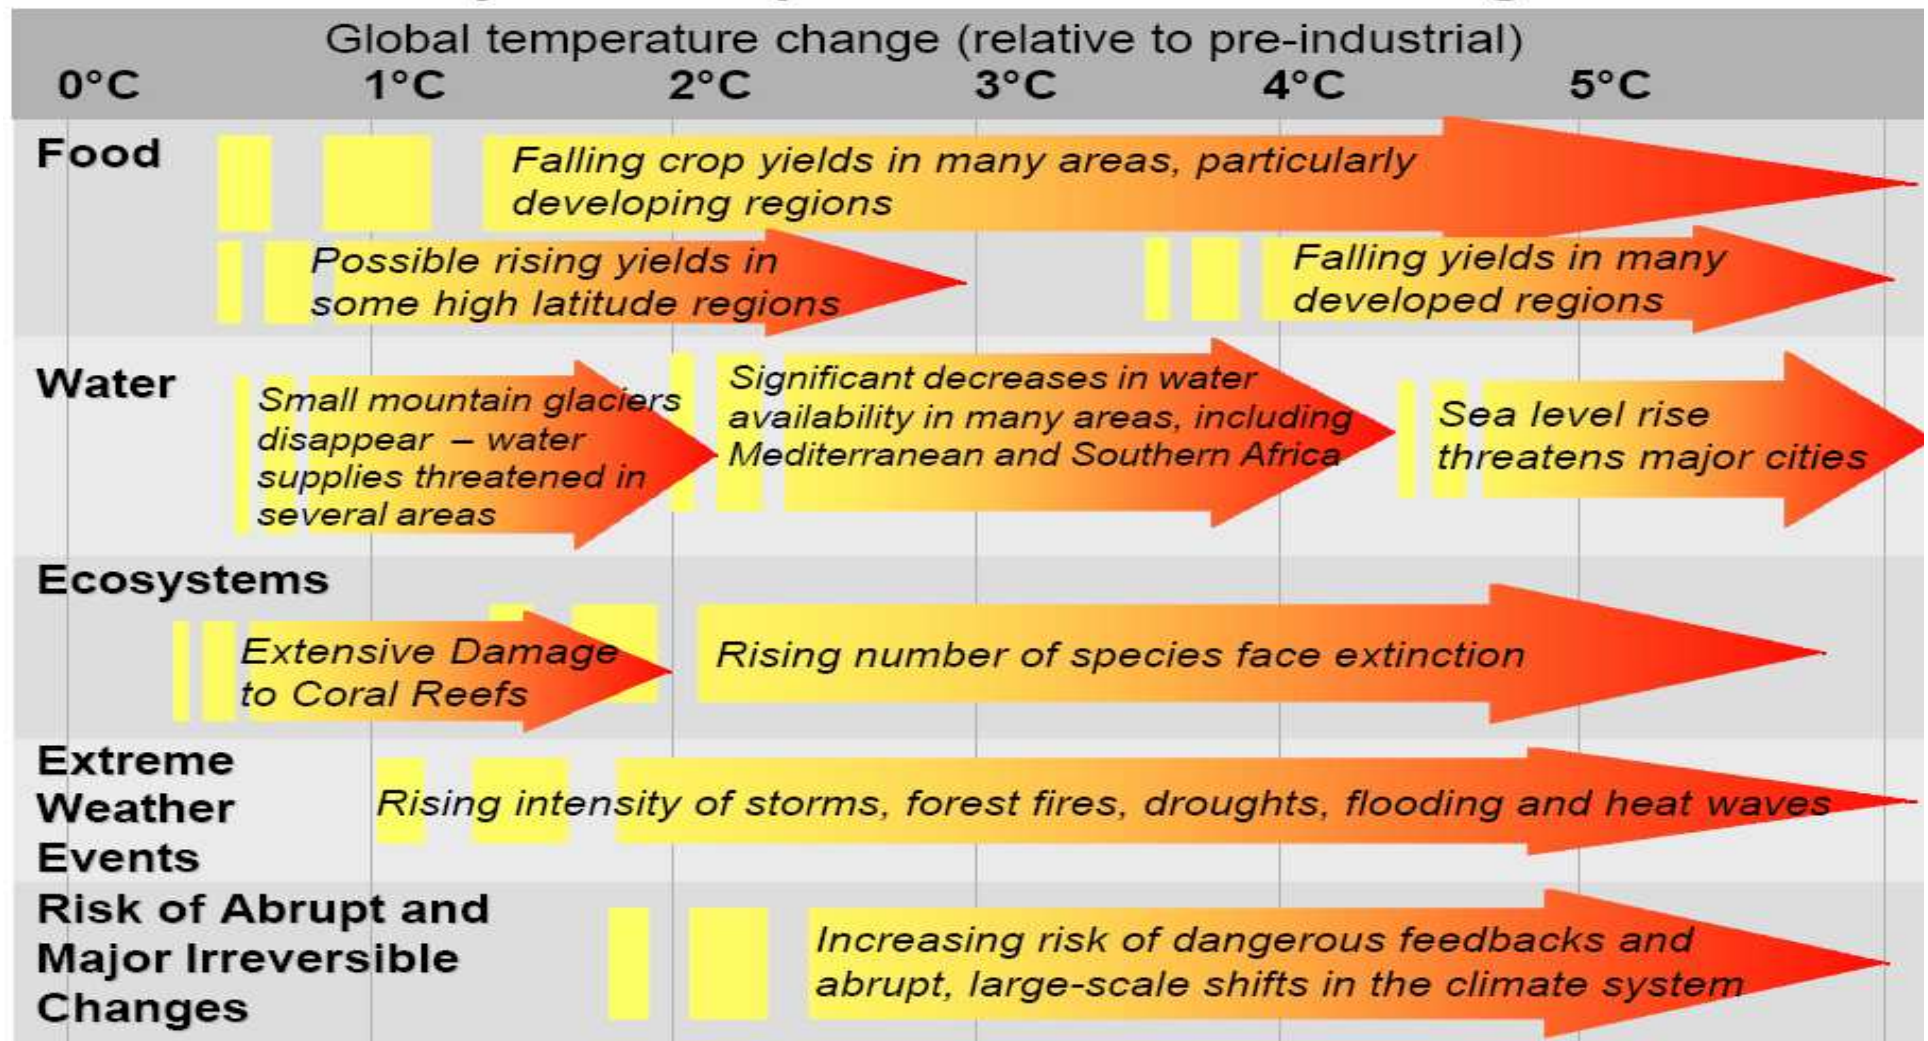 Global temperature change (relative to pre-industrial)
0°C 1°C 2°C 3°C 4°C 5°C
Food
Falling crop yields in many areas, particularly
developing regions
Possible rising yields in
some high latitude regions
Falling yields in many
developed regions
Water
Small mountain glaciers
disappear – water
supplies threatened in
several areas
Significant decreases in water
availability in many areas, including
Mediterranean and Southern Africa
Sea level rise
threatens major cities
Ecosystems
Extensive Damage
to Coral Reefs
Rising number of species face extinction
Extreme
Weather
Events
Rising intensity of storms, forest fires, droughts, flooding and heat waves
Risk of Abrupt and
Major Irreversible
Changes
Increasing risk of dangerous feedbacks and
abrupt, large-scale shifts in the climate system